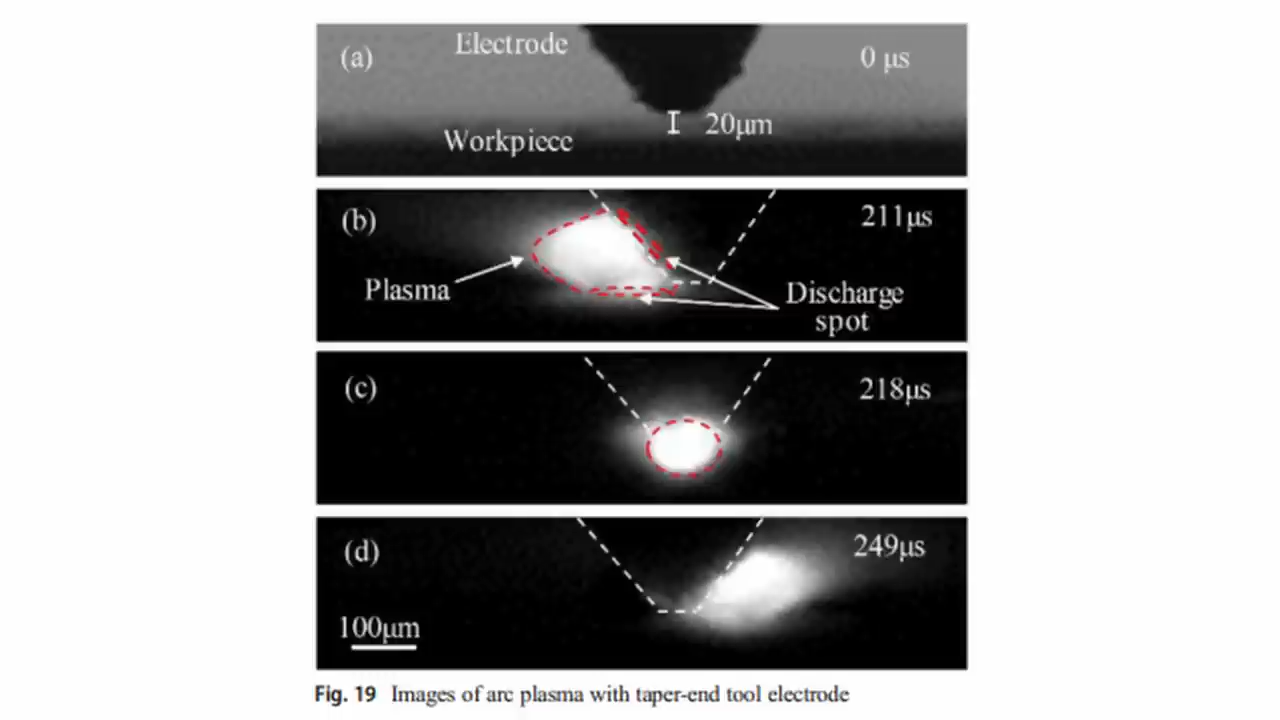 (a)
Electrode
0 μs
20μm
Workpiece
(b)
211μs
Plasma
Discharge
spot
(c)
218μs
(d)
249μs
100μm
Fig. 19 Images of arc plasma with taper-end tool electrode